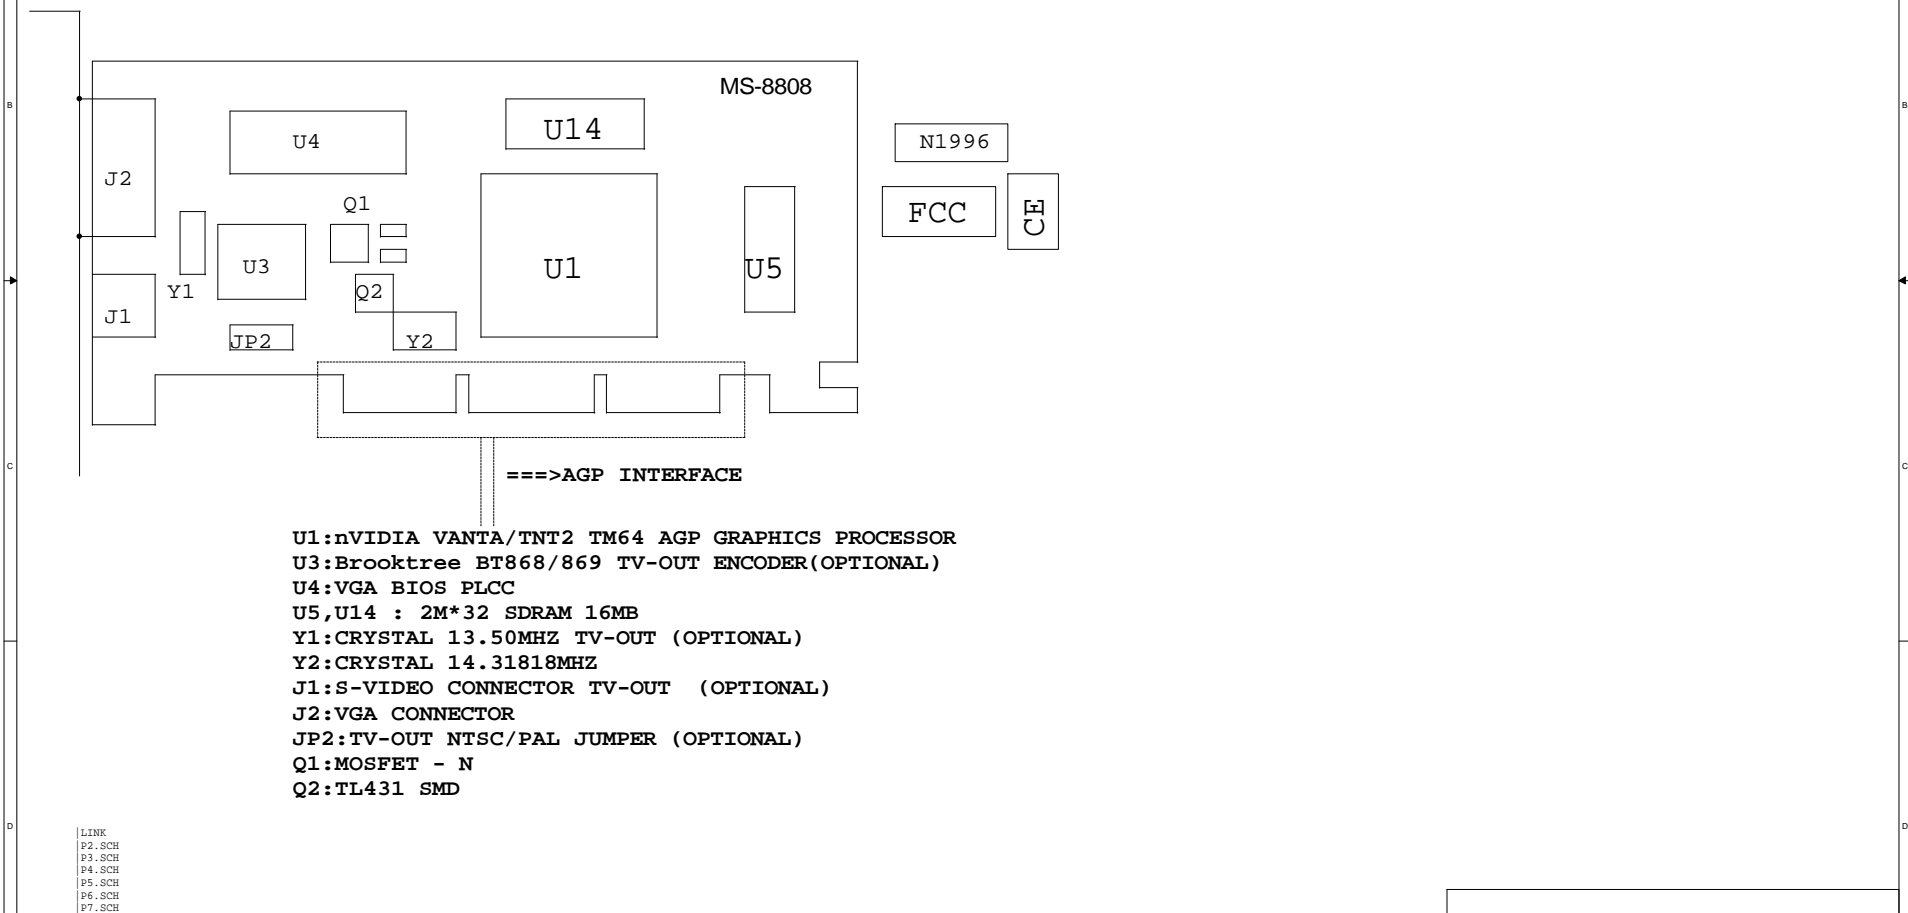 MS-8808
B
B
U14
U4
N1996
J2
Q1
FCC
CE
U3
U1
U5
Y1
Q2
J1
JP2
Y2
C
C
===>AGP INTERFACE
U1:nVIDIA VANTA/TNT2 TM64 AGP GRAPHICS PROCESSOR
U3:Brooktree BT868/869 TV-OUT ENCODER(OPTIONAL)
U4:VGA BIOS PLCC
U5,U14 : 2M*32 SDRAM 16MB
Y1:CRYSTAL 13.50MHZ TV-OUT (OPTIONAL)
Y2:CRYSTAL 14.31818MHZ
J1:S-VIDEO CONNECTOR TV-OUT  (OPTIONAL)
J2:VGA CONNECTOR
JP2:TV-OUT NTSC/PAL JUMPER (OPTIONAL)
Q1:MOSFET - N
Q2:TL431 SMD
D
D
|LINK
|P2.SCH
|P3.SCH
|P4.SCH
|P5.SCH
|P6.SCH
|P7.SCH